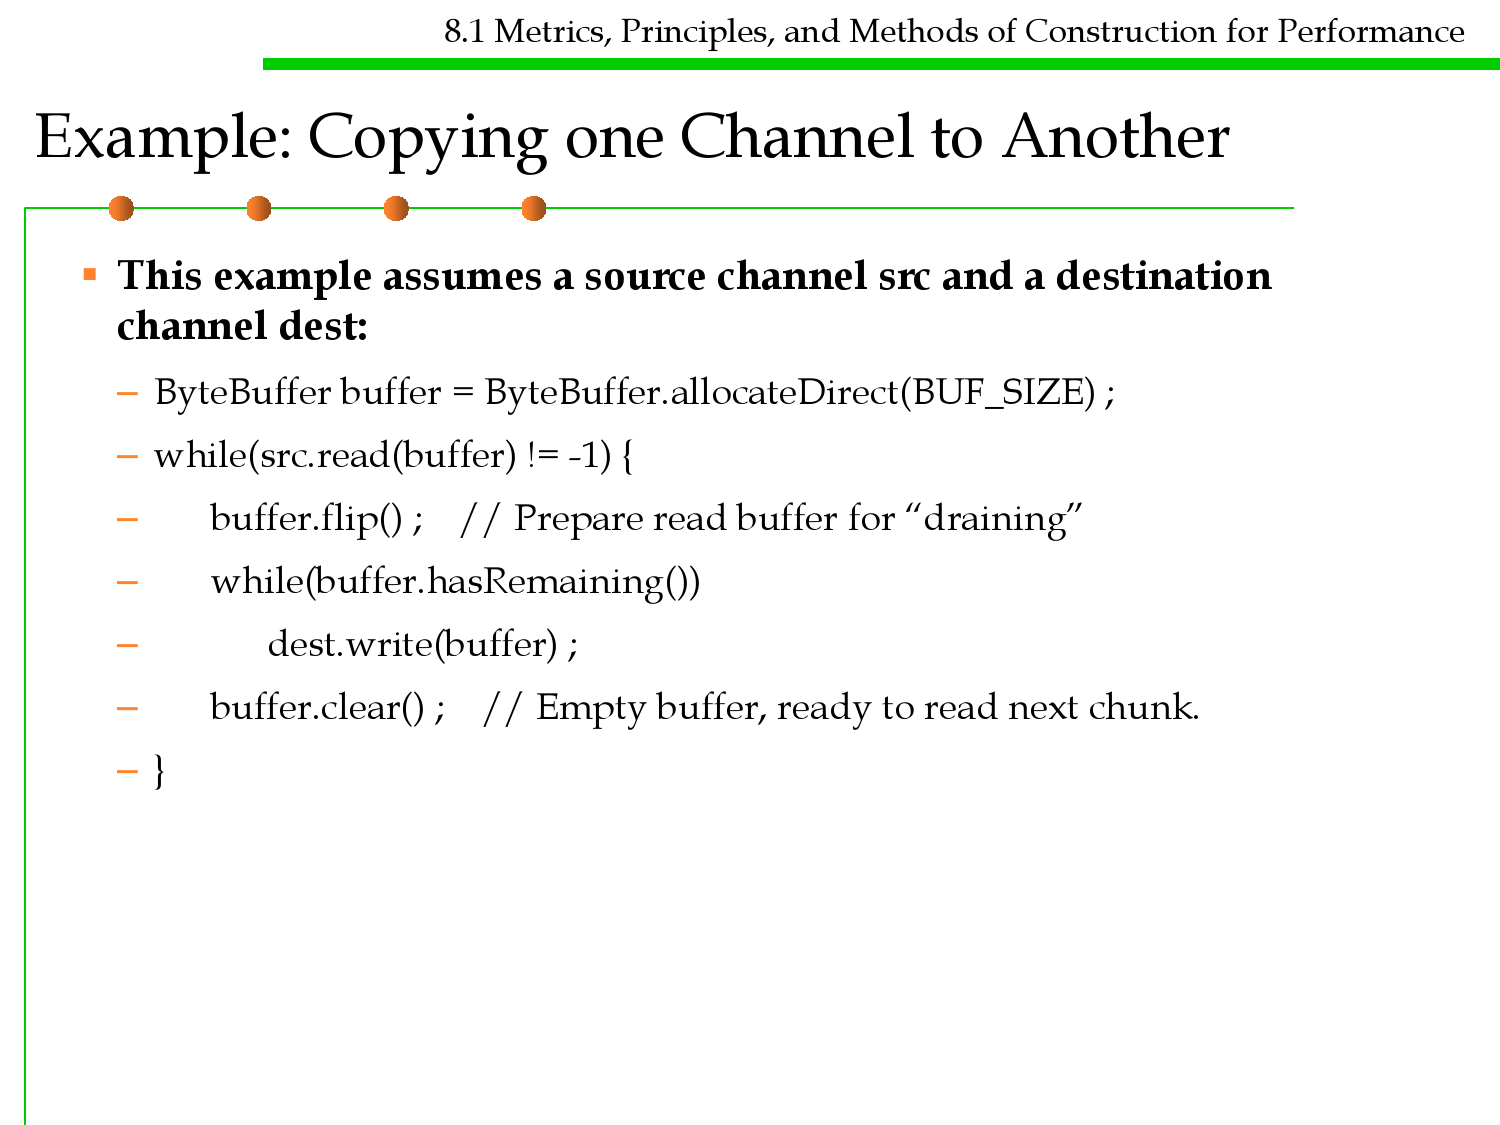 8.1 Metrics, Principles, and Methods of Construction for Performance
Example: Copying one Channel to Another
▪ This example assumes a source channel src and a destination
channel dest:
– ByteBuffer buffer = ByteBuffer.allocateDirect(BUF_SIZE) ;
– while(src.read(buffer) != -1) {
– buffer.flip() ; // Prepare read buffer for “draining”
– while(buffer.hasRemaining())
– dest.write(buffer) ;
– buffer.clear() ; // Empty buffer, ready to read next chunk.
– }